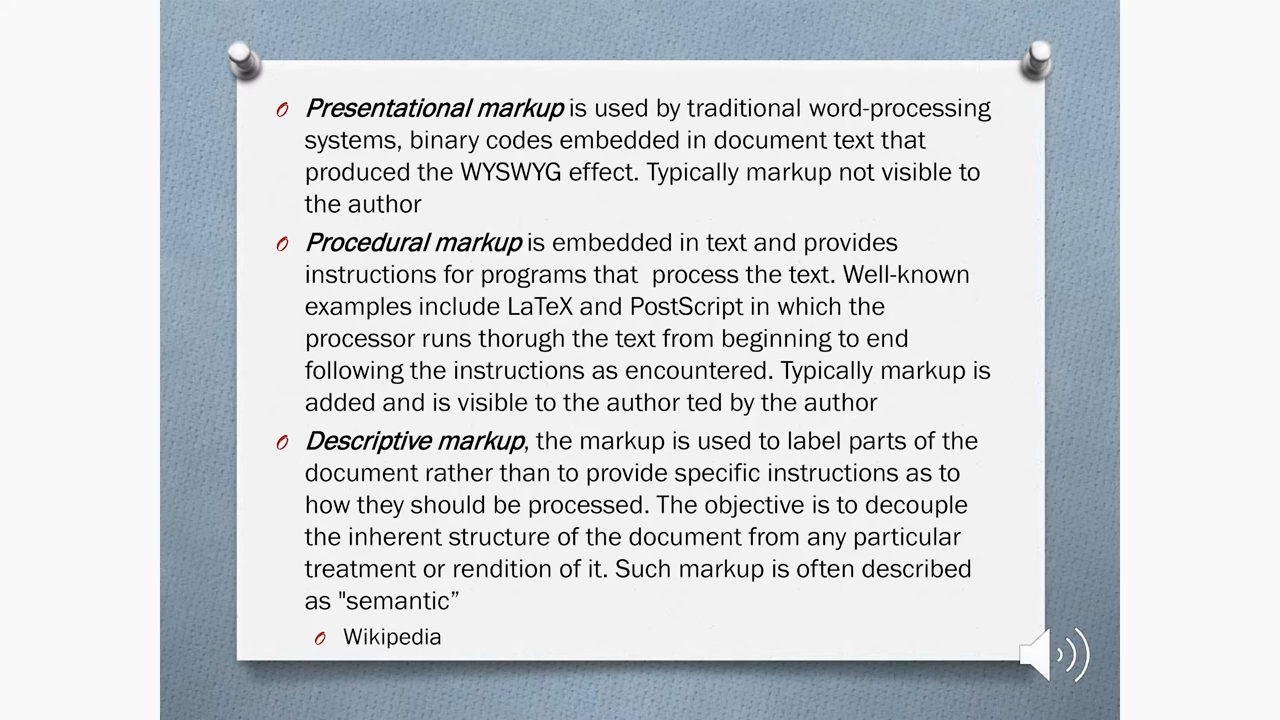 Presentational markup is used by traditional word-processing
systems, binary codes embedded in document text that
produced the WYSWYG effect. Typically markup not visible to
the author
Procedural markup is embedded in text and provides
instructions for programs that  process the text. Well-known
examples include LaTeX and PostScript in which the
processor runs thorugh the text from beginning to end
following the instructions as encountered. Typically markup is
added and is visible to the author ted by the author
Descriptive markup, the markup is used to label parts of the
document rather than to provide specific instructions as to
how they should be processed. The objective is to decouple
the inherent structure of the document from any particular
treatment or rendition of it. Such markup is often described
as "semantic”
Wikipedia